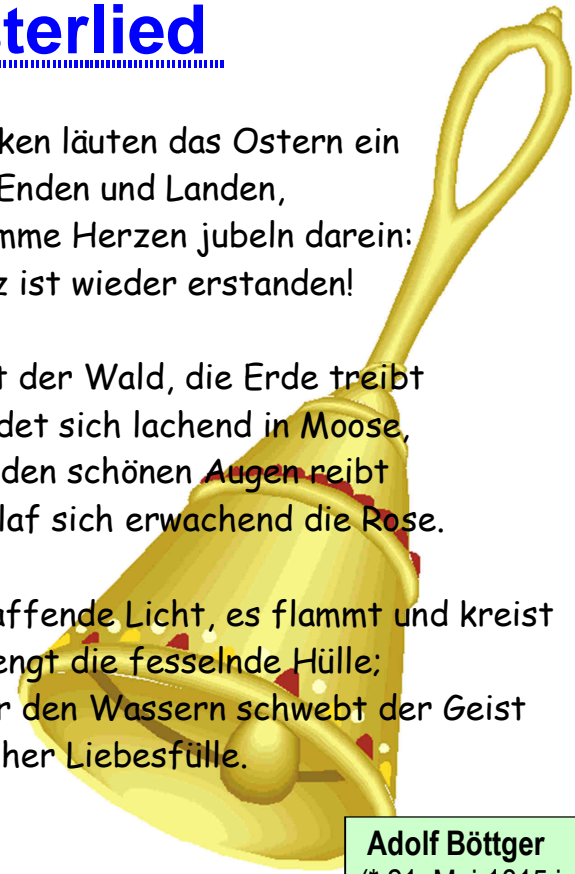 sterlied
ken läuten das Ostern ein
Enden und Landen,
mme Herzen jubeln darein:
z ist wieder erstanden!
t der Wald, die Erde treibt
det sich lachend in Moose,
den schönen Augen reibt
laf sich erwachend die Rose.
affende Licht, es flammt und kreist
engt die fesselnde Hülle;
r den Wassern schwebt der Geist
cher Liebesfülle.
Adolf Böttger